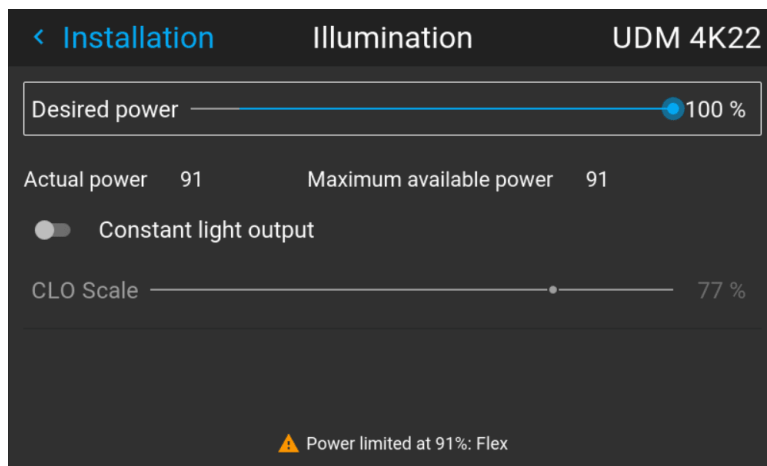 Installation Illumination UDM 4K22
Desired power 100 %
Actual power 91 Maximum available power 91
Constant light output
CLO Scale 77 %
Power limited at 91%: Flex